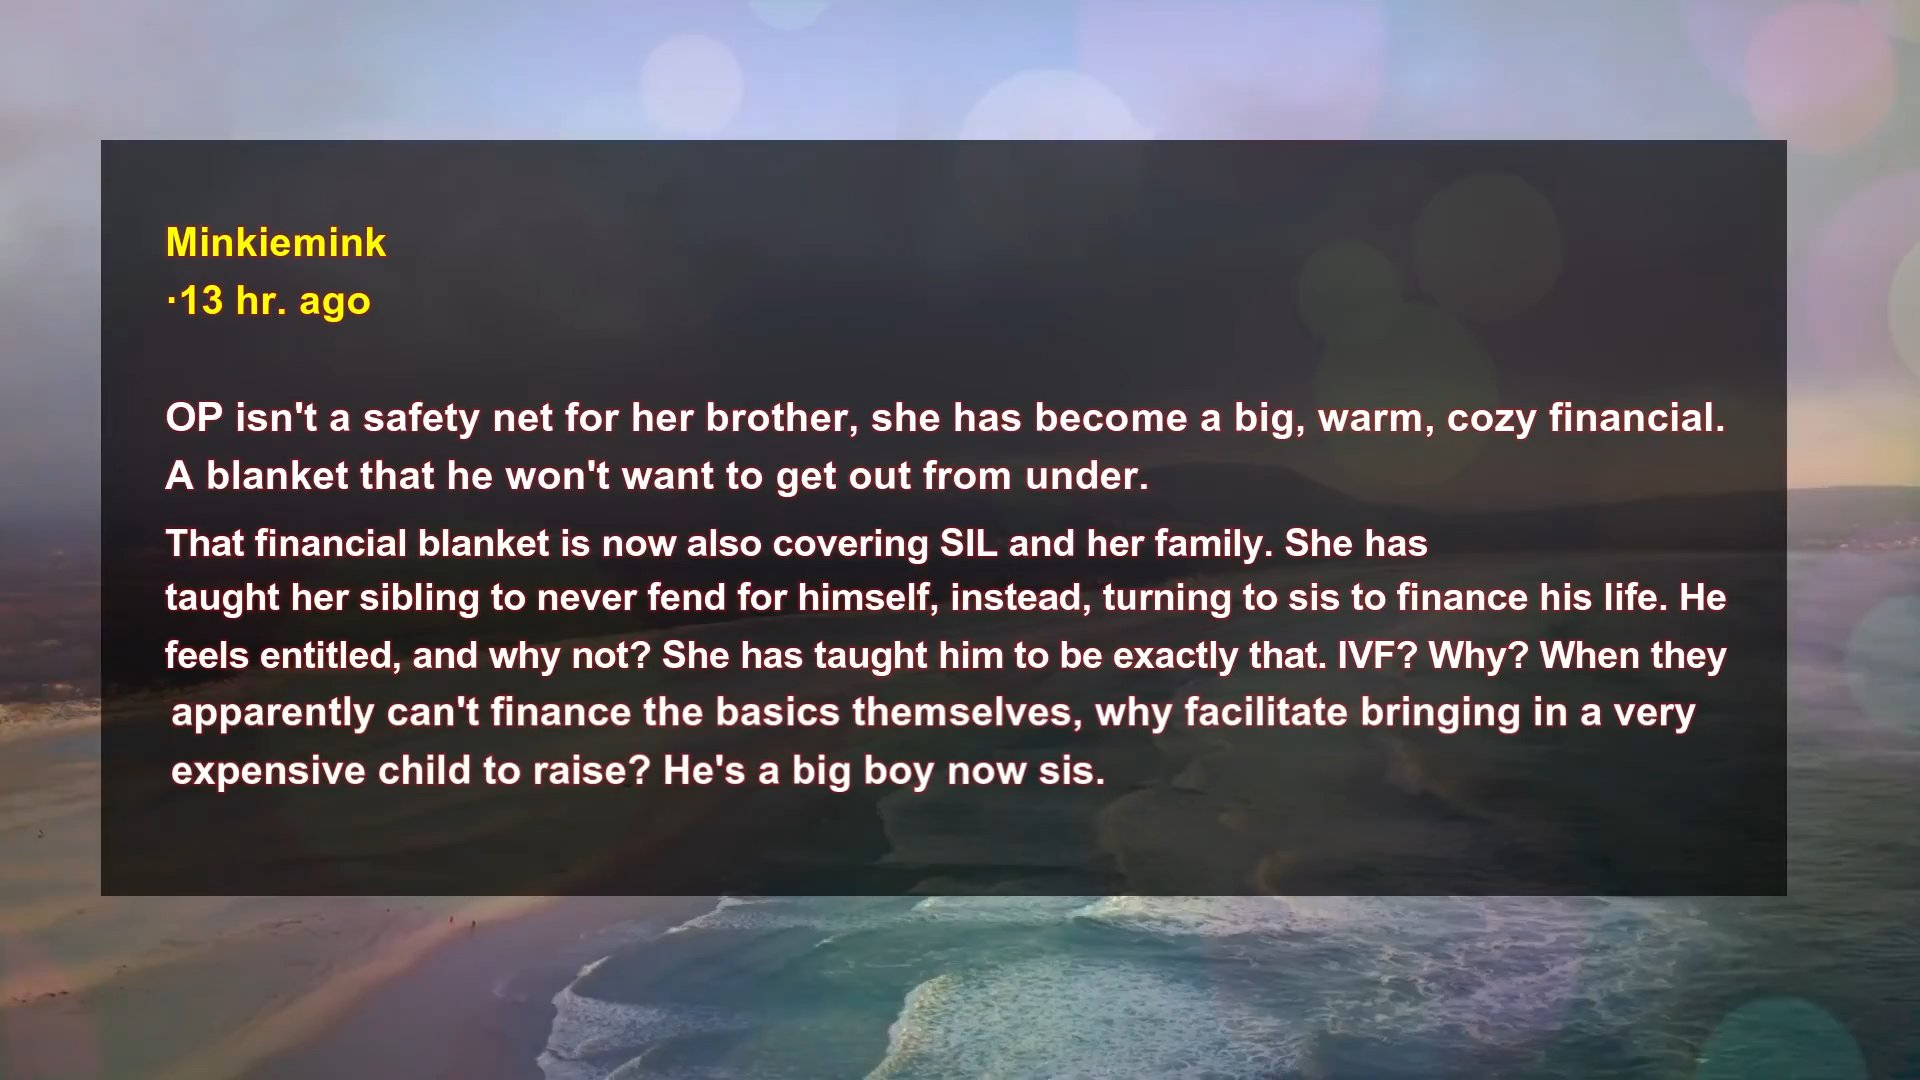 Minkiemink
·13 hr. ago
OP isn't a safety net for her brother, she has become a big, warm, cozy financial.
A blanket that he won't want to get out from under.
That financial blanket is now also covering SIL and her family. She has
taught her sibling to never fend for himself, instead, turning to sis to finance his life. He
feels entitled, and why not? She has taught him to be exactly that. IVF? Why? When they
apparently can't finance the basics themselves, why facilitate bringing in a very
expensive child to raise? He's a big boy now sis.